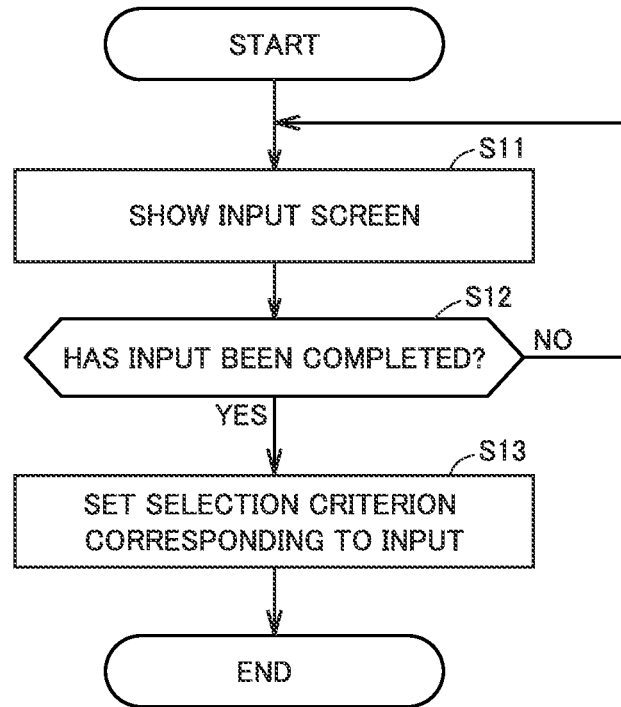 START
S11
SHOW INPUT SCREEN
S12
HAS INPUT BEEN COMPLETED?
NO
YES
S13
SET SELECTION CRITERION
CORRESPONDING TO INPUT
END